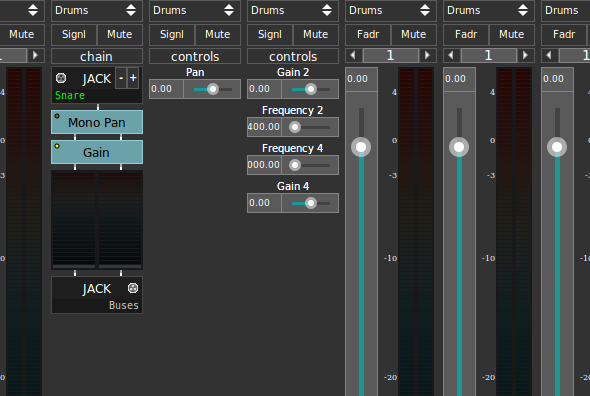 Drums Drums Drums Drums Drums
Mute Signl Mute Signl Mute Signl Mute Fadr Mute Fadr Mute Fadr
chain controls controls 1 1 1
JACK - +
Snare
Mono Pan
Gain
JACK
Buses
Pan
0.00
Gain 2
0.00
Frequency 2
400.00
Frequency 4
000.00
Gain 4
0.00
0.00 0.00 0.00
4 4 4 4
0 0 0 0
-3 -3 -3 -3
-10 -10 -10
-20 -20 -20